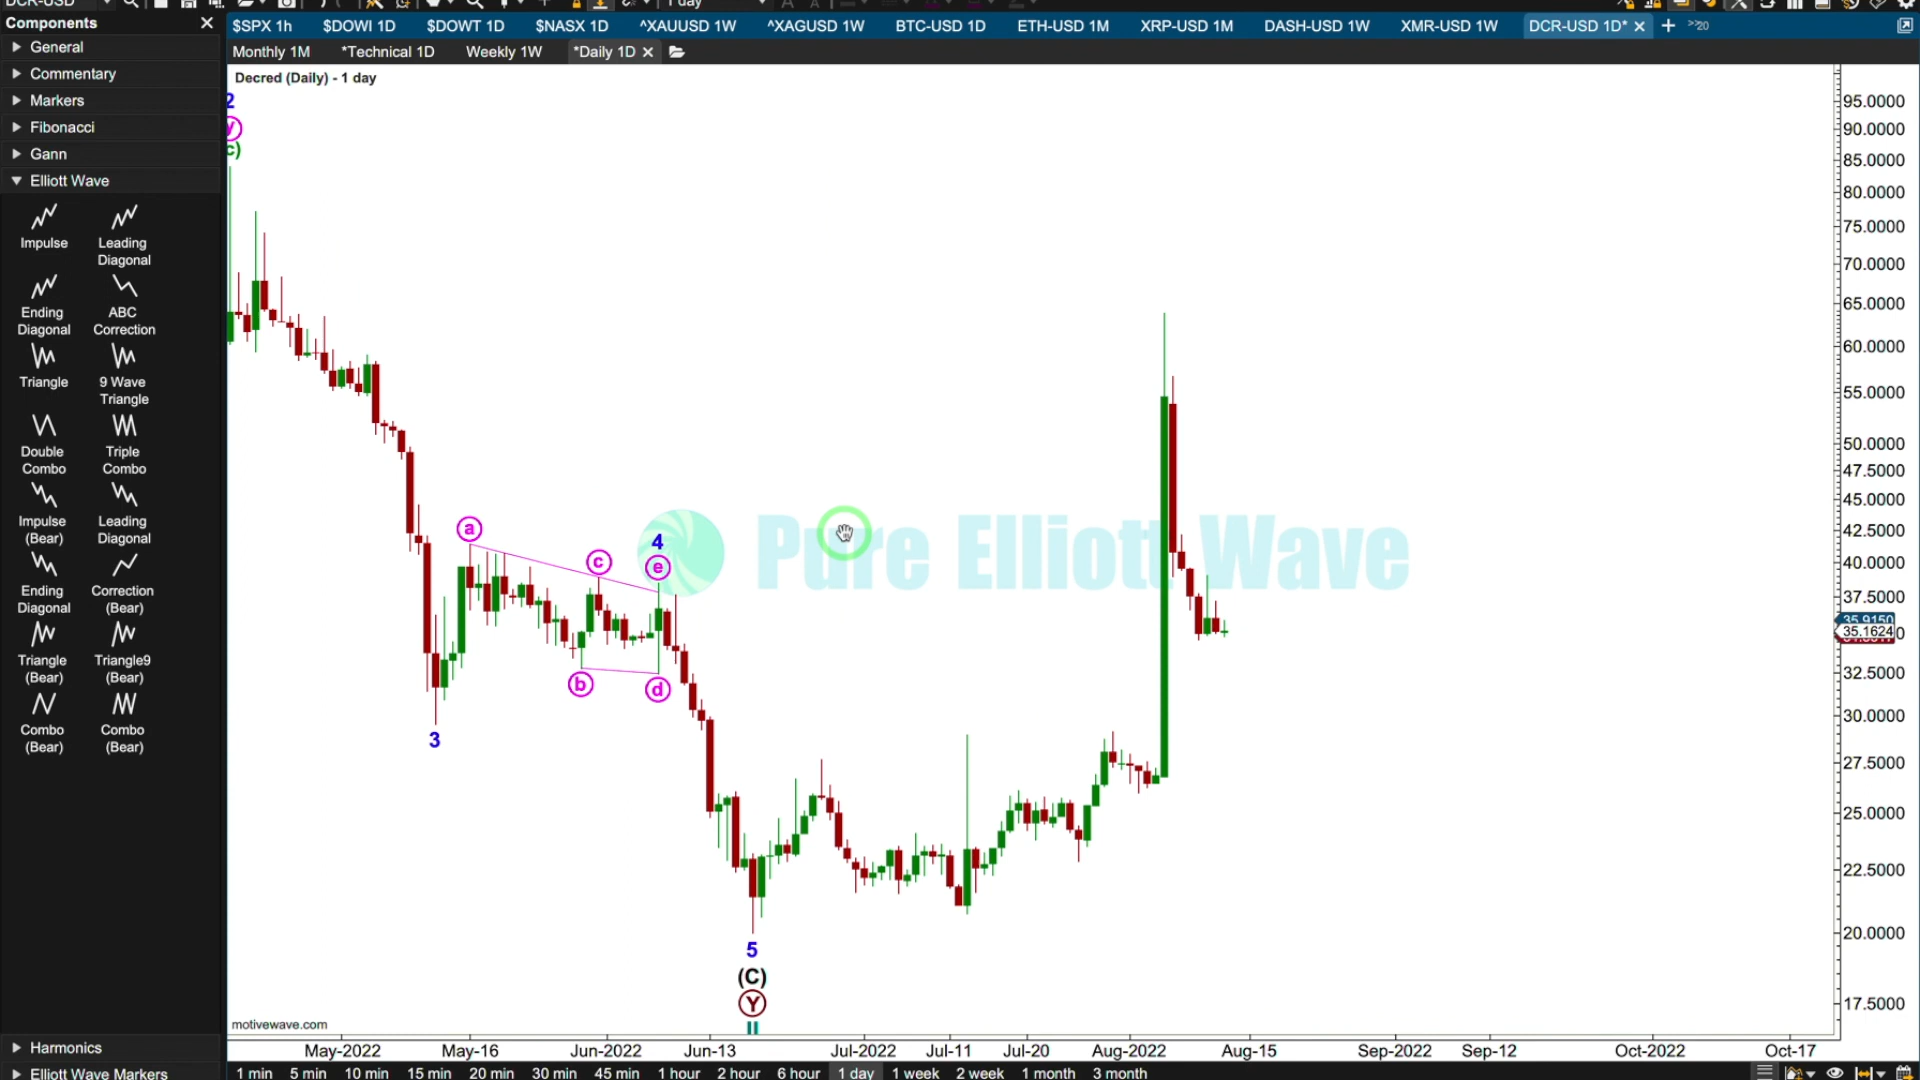 DCR-USD
1 day
Components
General
Commentary
Markers
Fibonacci
Gann
Elliott Wave
Impulse
Leading Diagonal
Ending Diagonal
ABC Correction
Triangle
9 Wave Triangle
Double Combo
Triple Combo
Impulse (Bear)
Leading Diagonal
Ending Diagonal
Correction (Bear)
Triangle (Bear)
Triangle9 (Bear)
Combo (Bear)
Combo (Bear)
Harmonics
Elliott Wave Markers
$SPX 1h
$DOWI 1D
$DOWT 1D
$NASX 1D
^XAUUSD 1W
^XAGUSD 1W
BTC-USD 1D
ETH-USD 1M
XRP-USD 1M
DASH-USD 1W
XMR-USD 1W
DCR-USD 1D*
20
Monthly 1M
*Technical 1D
Weekly 1W
*Daily 1D
Decred (Daily) - 1 day
2
y
c)
3
a
b
c
d
4
e
5
(C)
Y
II
Pure Elliott Wave
motivewave.com
95.0000
90.0000
85.0000
80.0000
75.0000
70.0000
65.0000
60.0000
55.0000
50.0000
47.5000
45.0000
42.5000
40.0000
37.5000
35.9150
35.1624
32.5000
30.0000
27.5000
25.0000
22.5000
20.0000
17.5000
May-2022
May-16
Jun-2022
Jun-13
Jul-2022
Jul-11
Jul-20
Aug-2022
Aug-15
Sep-2022
Sep-12
Oct-2022
Oct-17
1 min
5 min
10 min
15 min
20 min
30 min
45 min
1 hour
2 hour
6 hour
1 day
1 week
2 week
1 month
3 month